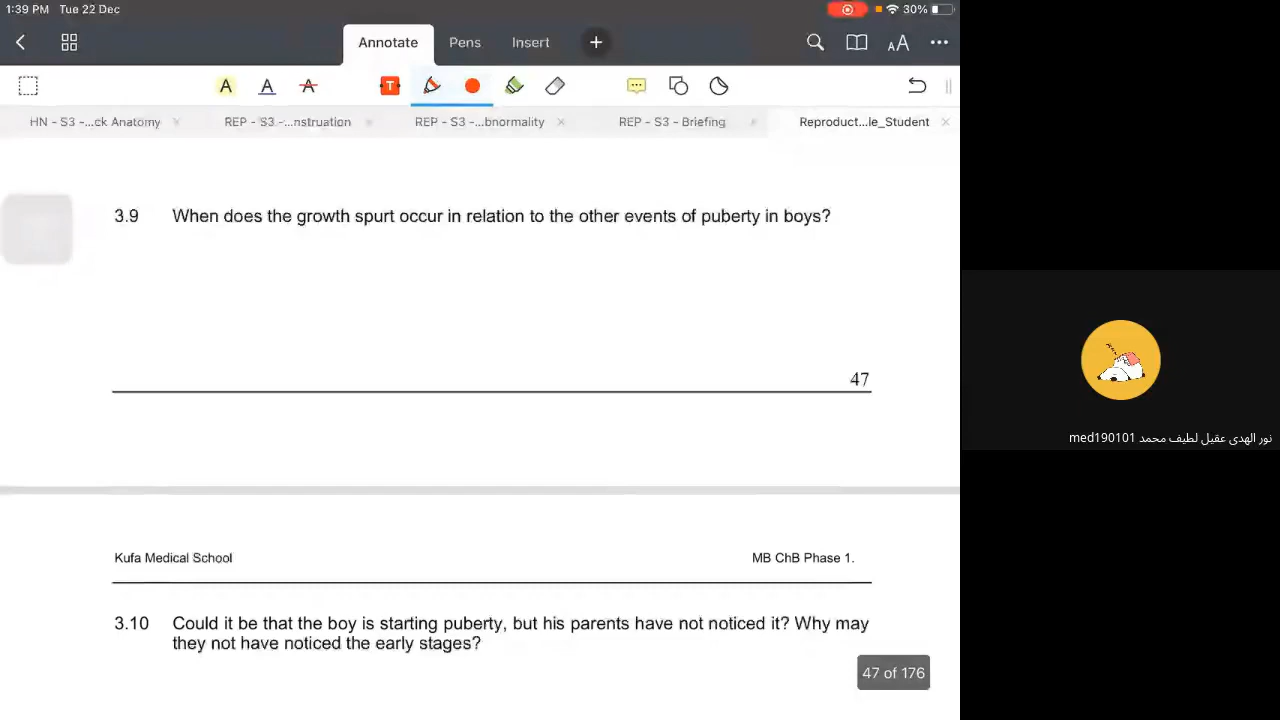 1:39 PM Tue 22 Dec
30%
Annotate Pens Insert
A A A T
HN - S3 -...ck Anatomy
REP - S3 -...nstruation
REP - S3 -...bnormality
REP - S3 - Briefing
Reproduct...le_Student
3.9 When does the growth spurt occur in relation to the other events of puberty in boys?
47
Kufa Medical School
MB ChB Phase 1.
3.10 Could it be that the boy is starting puberty, but his parents have not noticed it? Why may
they not have noticed the early stages?
47 of 176
med190101 نور الهدى عقيل لطيف محمد